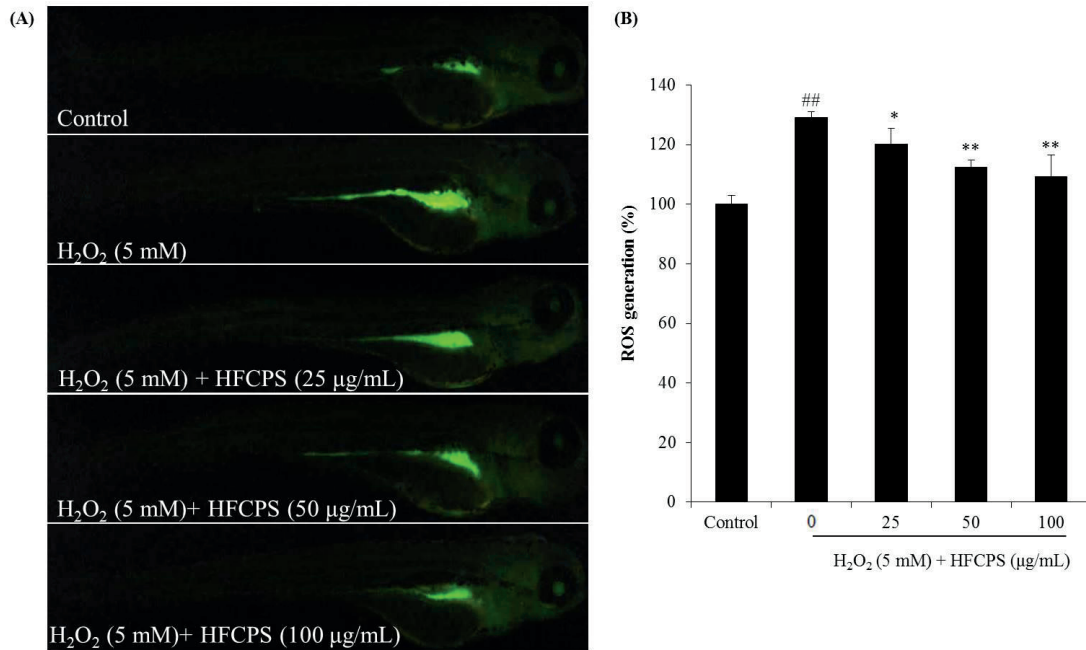 (A)
Control
H₂O₂ (5 mM)
H₂O₂ (5 mM) + HFCPS (25 μg/mL)
H₂O₂ (5 mM)+ HFCPS (50 μg/mL)
H₂O₂ (5 mM)+ HFCPS (100 μg/mL)
(B)
140
120
100
80
60
40
20
0
ROS generation (%)
##
*
**
**
Control 0 25 50 100
H₂O₂ (5 mM) + HFCPS (μg/mL)